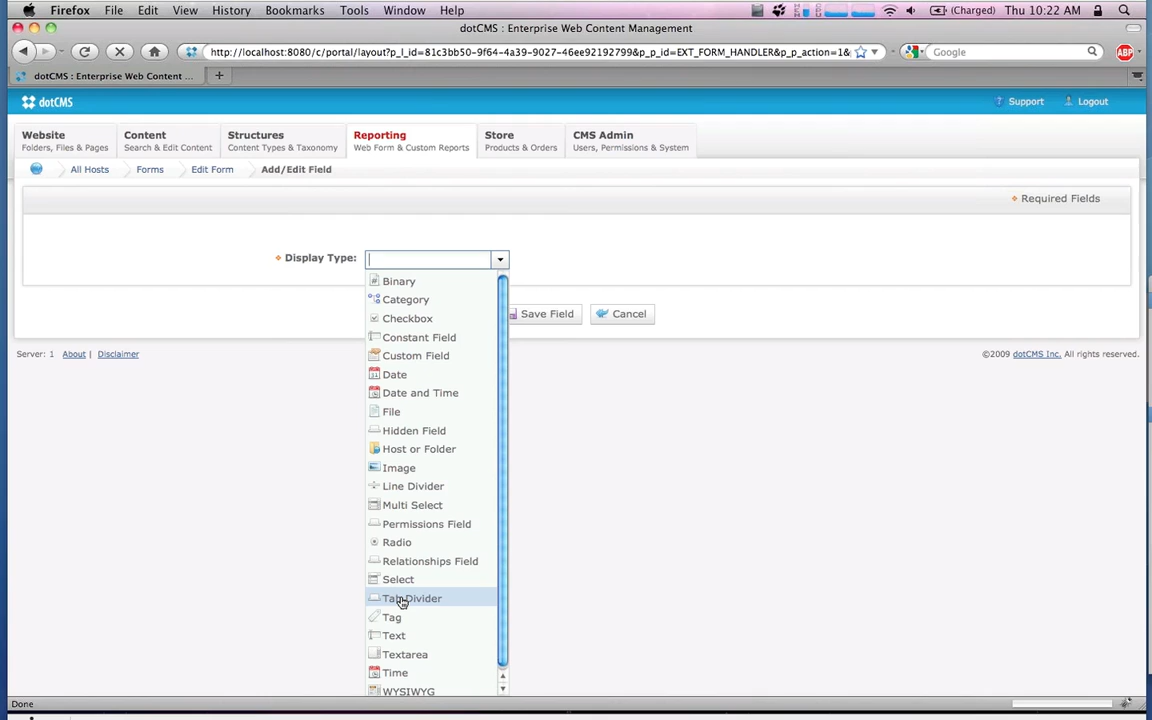 Firefox File Edit View History Bookmarks Tools Window Help (Charged) Thu 10:22 AM
dotCMS : Enterprise Web Content Management
http://localhost:8080/c/portal/layout?p_l_id=81c3bb50-9f64-4a39-9027-46ee92192799&p_p_id=EXT_FORM_HANDLER&p_p_action=1& Google ABP
dotCMS : Enterprise Web Content ... +
dotCMS Support Logout
Website Content Structures Reporting Store CMS Admin
Folders, Files & Pages Search & Edit Content Content Types & Taxonomy Web Form & Custom Reports Products & Orders Users, Permissions & System
All Hosts Forms Edit Form Add/Edit Field
Required Fields
Display Type:
Binary
Category
Checkbox
Save Field Cancel
Constant Field
Custom Field
Server: 1 About | Disclaimer ©2009 dotCMS Inc. All rights reserved.
Date
Date and Time
File
Hidden Field
Host or Folder
Image
Line Divider
Multi Select
Permissions Field
Radio
Relationships Field
Select
Tab Divider
Tag
Text
Textarea
Time
WYSIWYG
Done